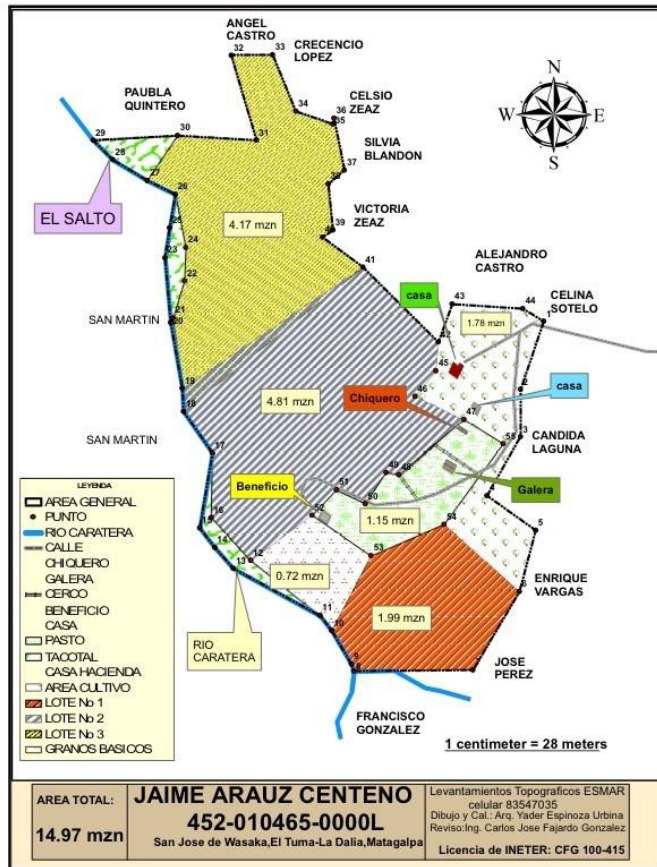 ANGEL
CASTRO
32
33
CRECENCIO
LOPEZ
PAUBLA
QUINTERO
34
36
35
CELSIO
ZEAZ
29
30
31
SILVIA
BLANDON
28
27
37
26
EL SALTO
25
4.17 mzn
39
VICTORIA
ZEAZ
24
23
41
22
ALEJANDRO
CASTRO
casa
43
44
CELINA
SOTELO
1
1.78 mzn
SAN MARTIN
21
20
42
45
19
46
2
casa
4.81 mzn
Chiquero
18
47
3
CANDIDA
LAGUNA
SAN MARTIN
17
55
49
48
Galera
Beneficio
51
50
4
16
52
1.15 mzn
54
5
15
14
53
13
12
0.72 mzn
ENRIQUE
VARGAS
6
11
1.99 mzn
10
RIO
CARATERA
9
JOSE
PEREZ
FRANCISCO
GONZALEZ
1 centimeter = 28 meters
N
W
E
S
LEYENDA
AREA GENERAL
PUNTO
RIO CARATERA
CALLE
CHIQUERO
GALERA
CERCO
BENEFICIO
CASA
PASTO
TACOTAL
CASA HACIENDA
AREA CULTIVO
LOTE No 1
LOTE No 2
LOTE No 3
GRANOS BASICOS
AREA TOTAL:
14.97 mzn
JAIME ARAUZ CENTENO
452-010465-0000L
San Jose de Wasaka,El Tuma-La Dalia,Matagalpa
Levantamientos Topograficos ESMAR
celular 83547035
Dibujo y Cal.: Arq. Yader Espinoza Urbina
Reviso:Ing. Carlos Jose Fajardo Gonzalez
Licencia de INETER: CFG 100-415